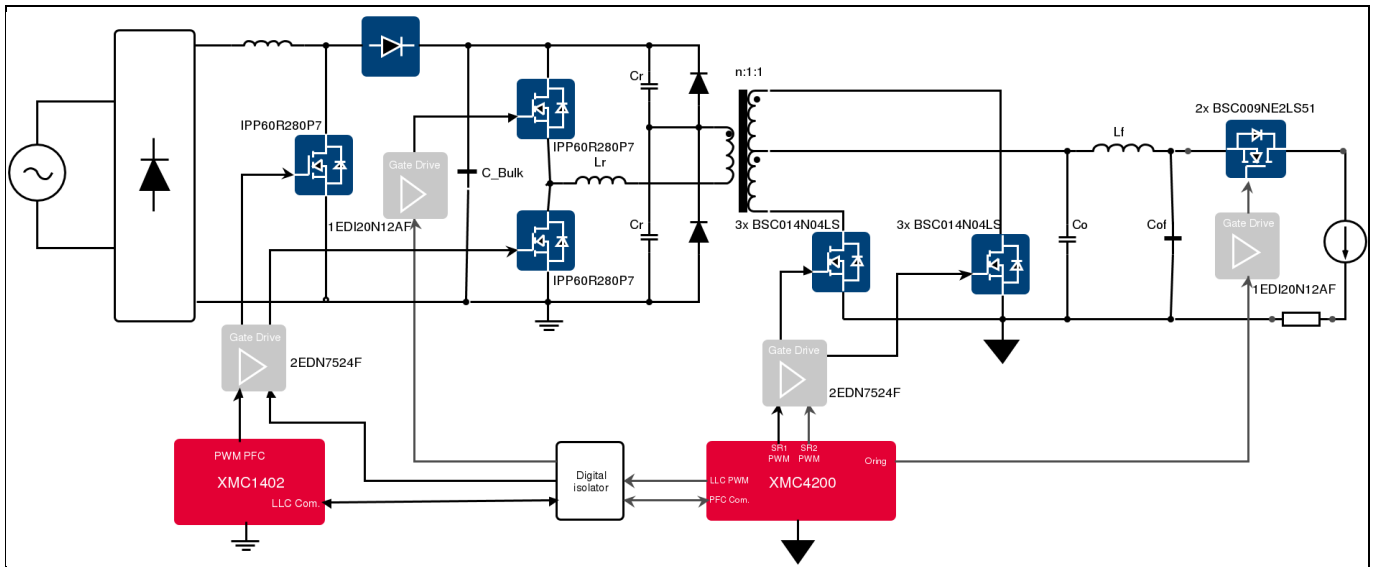 n:1:1
Cr
2x BSC009NE2LS51
IPP60R280P7
Lf
IPP60R280P7
Lr
Gate Drive
C_Bulk
1EDI20N12AF
Cr
3x BSC014N04LS
3x BSC014N04LS
Co
Cof
Gate Drive
IPP60R280P7
1EDI20N12AF
Gate Drive
2EDN7524F
Gate Drive
2EDN7524F
PWM PFC
XMC1402
LLC Com.
Digital
isolator
SR1
PWM
SR2
PWM
Oring
LLC PWM
XMC4200
PFC Com.